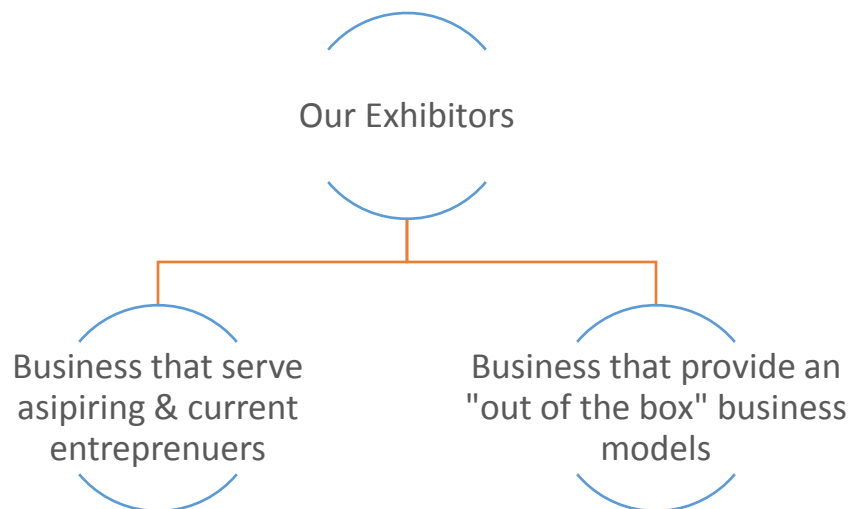 Our Exhibitors
Business that serve
asipiring & current
entreprenuers
Business that provide an
"out of the box" business
models